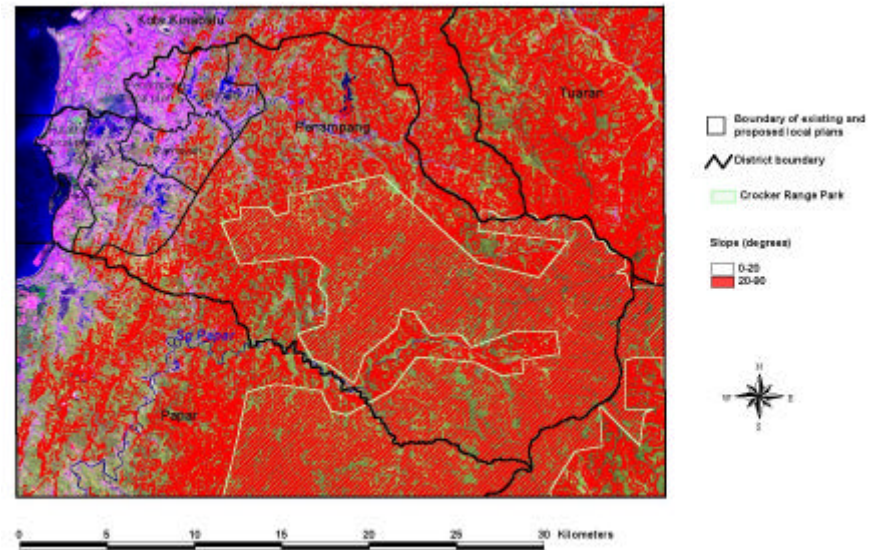 Kota Kinabalu
Tuaran
Penampang
Sg Papar
Papar
Boundary of existing and
proposed local plans
District boundary
Crocker Range Park
Slope (degrees)
0-20
20-90
N
W E
S
0 5 10 15 20 25 30 Kilometers